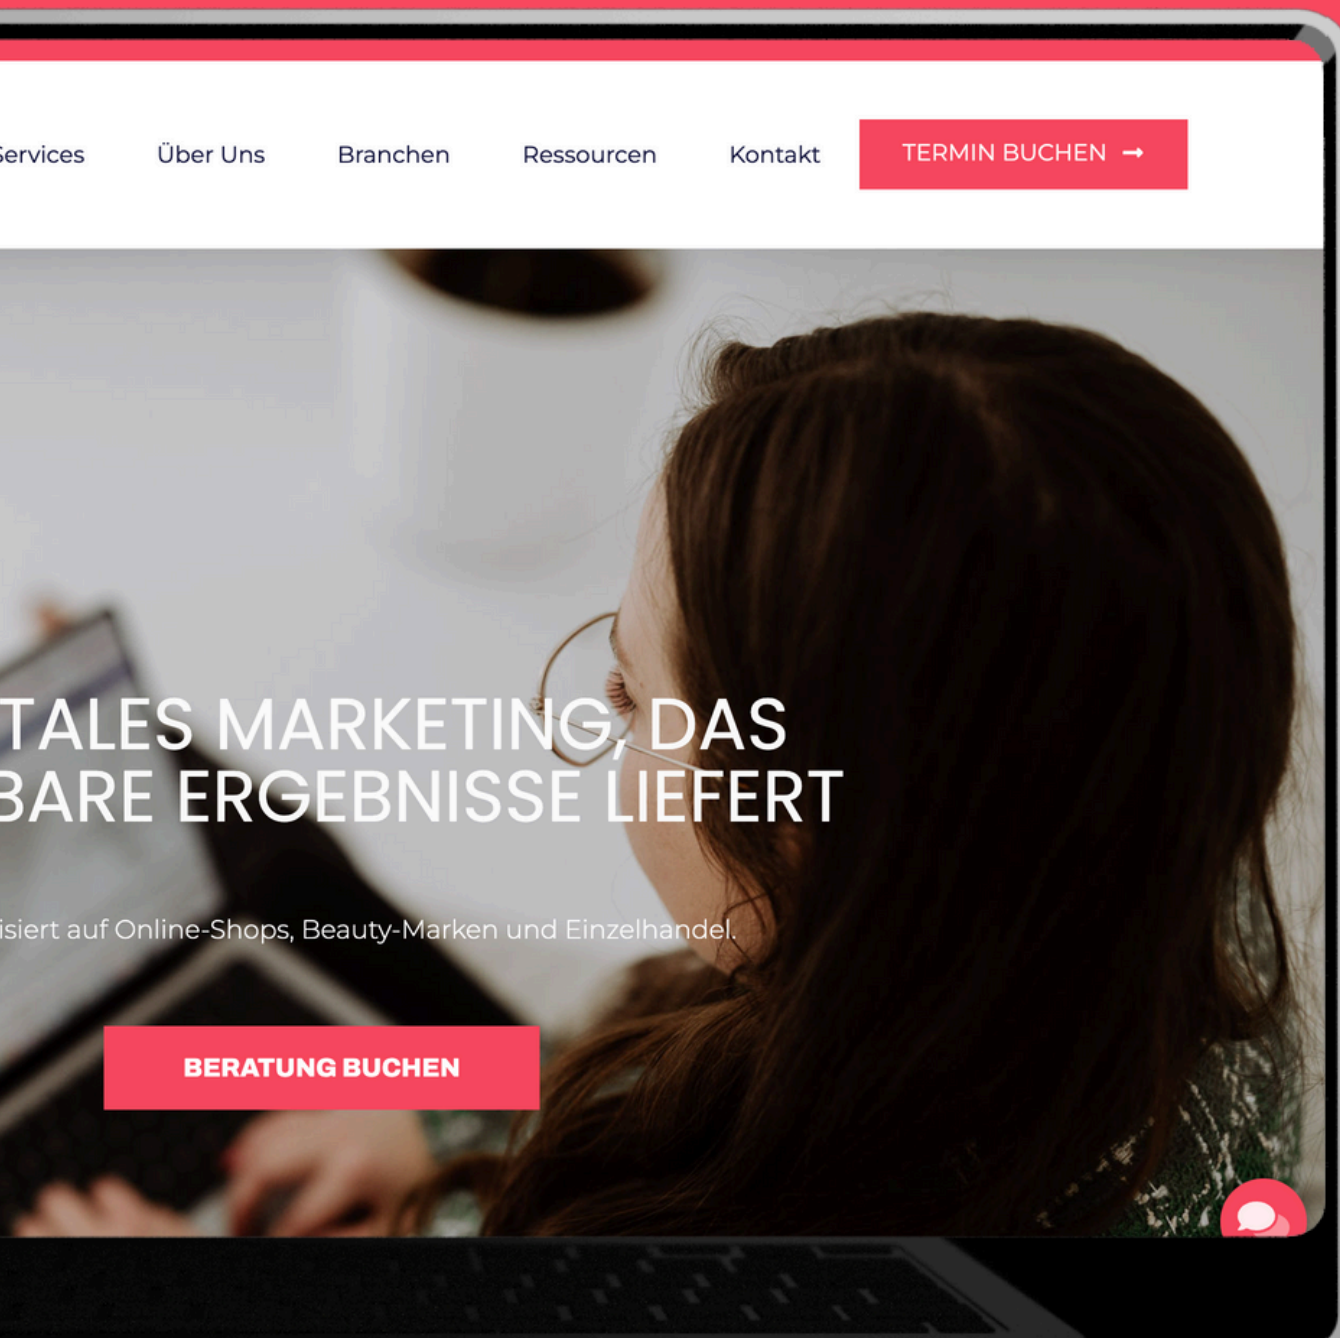 Services Über Uns Branchen Ressourcen Kontakt TERMIN BUCHEN →
TALES MARKETING, DAS
BARE ERGEBNISSE LIEFERT
isiert auf Online-Shops, Beauty-Marken und Einzelhandel.
BERATUNG BUCHEN